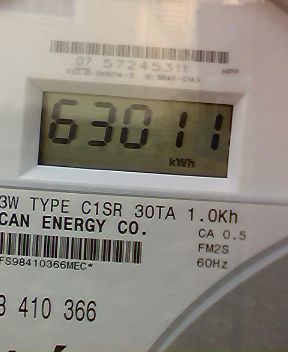 07 57245311
63011
kWh
3W TYPE C1SR 30TA 1.0Kh
CAN ENERGY CO.
CA 0.5
FM2S
FS98410366MEC*
60Hz
410 366